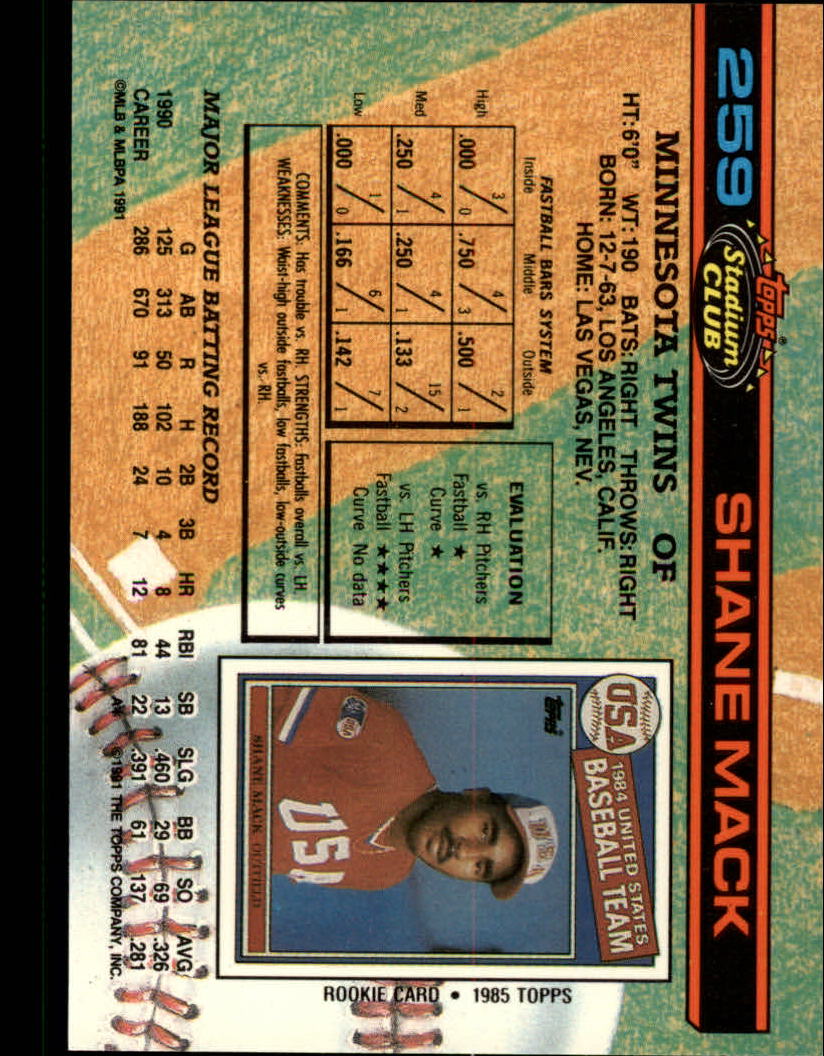 259
Topps®
Stadium
CLUB
SHANE MACK
MINNESOTA TWINS OF
HT:6'0" WT:190 BATS:RIGHT THROWS:RIGHT
BORN: 12-7-63, LOS ANGELES, CALIF.
HOME: LAS VEGAS, NEV.
FASTBALL BARS SYSTEM
Inside Middle Outside
High .000 3/0 .750 4/3 .500 2/1
Med .250 4/1 .250 4/1 .133 15/2
Low .000 1/0 .166 6/1 .142 7/1
EVALUATION
vs. RH Pitchers
Fastball ★
Curve ★
vs. LH Pitchers
Fastball ★★★★
Curve No data
COMMENTS: Has trouble vs. RH. STRENGTHS: Fastballs overall vs. LH.
WEAKNESSES: Waist-high outside fastballs, low fastballs, low-outside curves
vs. RH.
USA
1984 UNITED STATES
BASEBALL TEAM
Topps
USA
SHANE MACK OUTFIELD
ROOKIE CARD • 1985 TOPPS
MAJOR LEAGUE BATTING RECORD
G AB R H 2B 3B HR RBI SB SLG BB SO AVG
1990 125 313 50 102 10 4 8 44 13 .460 29 69 .326
CAREER 286 670 91 188 24 7 12 81 22 .391 61 137 .281
©MLB & MLBPA 1991
A* ©1991 THE TOPPS COMPANY, INC.